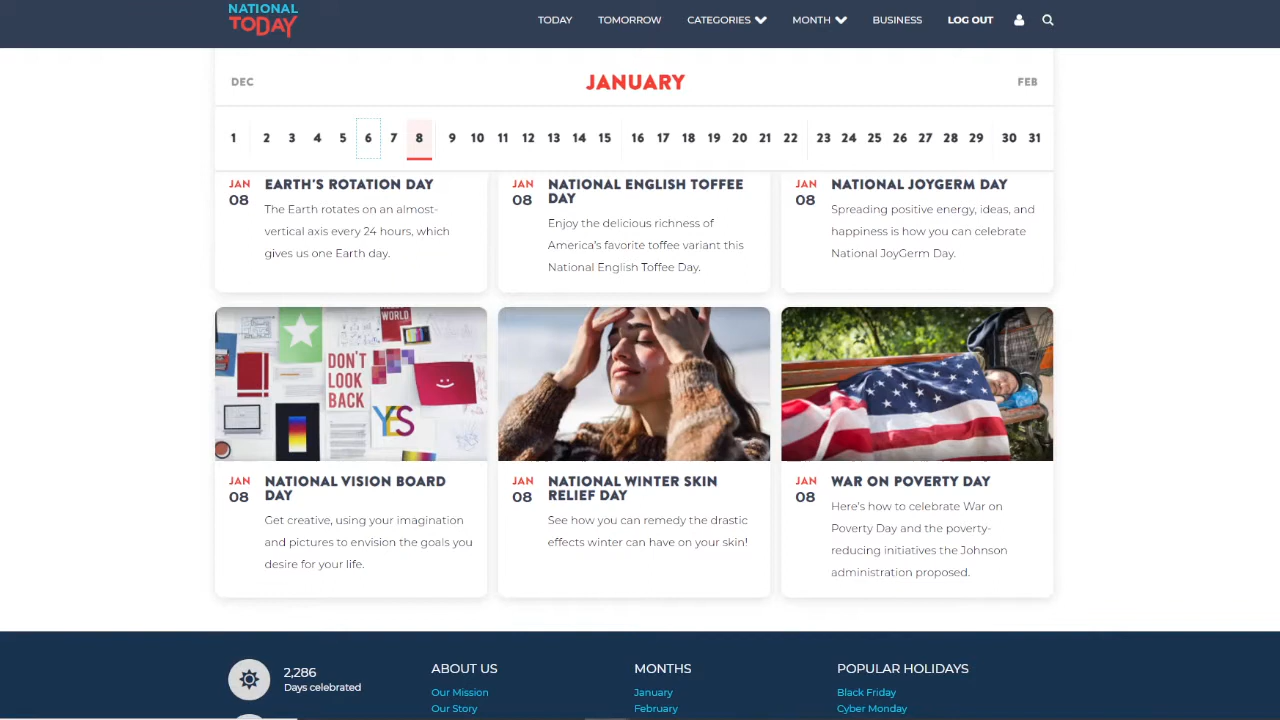 NATIONAL
TODAY
TODAY
TOMORROW
CATEGORIES
MONTH
BUSINESS
LOG OUT
DEC
JANUARY
FEB
1 2 3 4 5 6 7 8 9 10 11 12 13 14 15 16 17 18 19 20 21 22 23 24 25 26 27 28 29 30 31
JAN
08
EARTH'S ROTATION DAY
The Earth rotates on an almost-
vertical axis every 24 hours, which
gives us one Earth day.
JAN
08
NATIONAL ENGLISH TOFFEE
DAY
Enjoy the delicious richness of
America's favorite toffee variant this
National English Toffee Day.
JAN
08
NATIONAL JOYGERM DAY
Spreading positive energy, ideas, and
happiness is how you can celebrate
National JoyGerm Day.
WORLD
DON'T
LOOK
BACK
YES
JAN
08
NATIONAL VISION BOARD
DAY
Get creative, using your imagination
and pictures to envision the goals you
desire for your life.
JAN
08
NATIONAL WINTER SKIN
RELIEF DAY
See how you can remedy the drastic
effects winter can have on your skin!
JAN
08
WAR ON POVERTY DAY
Here's how to celebrate War on
Poverty Day and the poverty-
reducing initiatives the Johnson
administration proposed.
2,286
Days celebrated
ABOUT US
Our Mission
Our Story
MONTHS
January
February
POPULAR HOLIDAYS
Black Friday
Cyber Monday